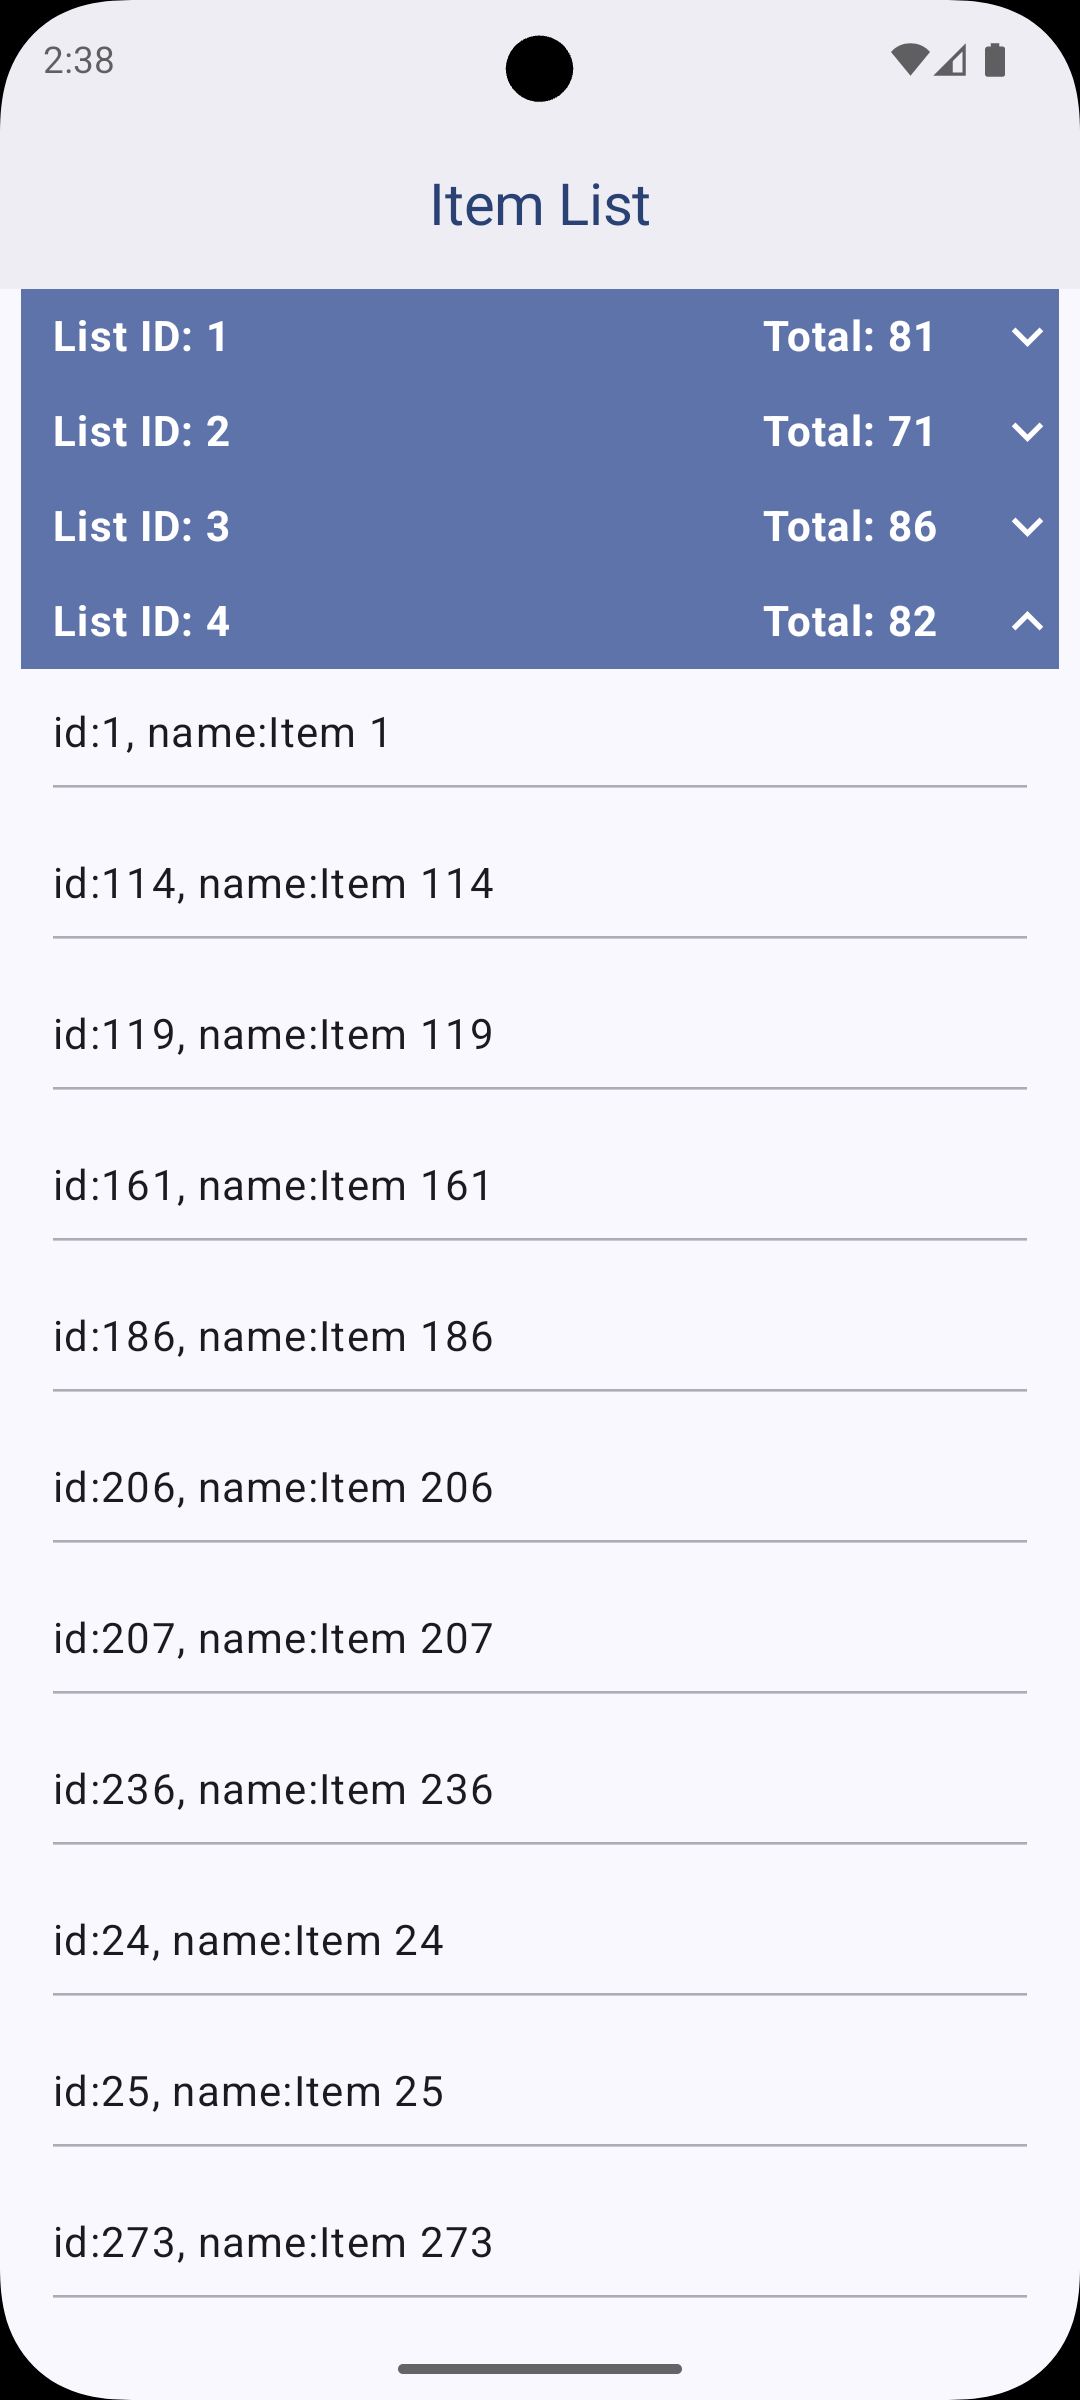 2:38
Item List
List ID: 1 Total: 81
List ID: 2 Total: 71
List ID: 3 Total: 86
List ID: 4 Total: 82
id:1, name:Item 1
id:114, name:Item 114
id:119, name:Item 119
id:161, name:Item 161
id:186, name:Item 186
id:206, name:Item 206
id:207, name:Item 207
id:236, name:Item 236
id:24, name:Item 24
id:25, name:Item 25
id:273, name:Item 273